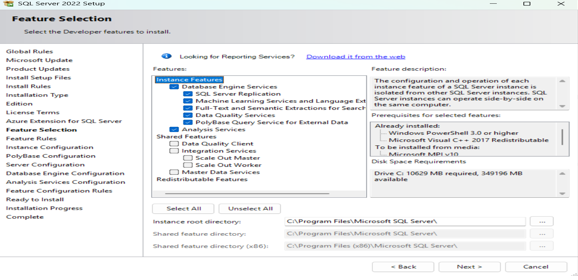 SQL Server 2022 Setup
Feature Selection
Select the Developer features to install.
Global Rules
Microsoft Update
Product Updates
Install Setup Files
Install Rules
Installation Type
Edition
License Terms
Azure Extension for SQL Server
Feature Selection
Feature Rules
Instance Configuration
PolyBase Configuration
Server Configuration
Database Engine Configuration
Analysis Services Configuration
Feature Configuration Rules
Ready to Install
Installation Progress
Complete
Looking for Reporting Services? Download it from the web
Features:
Instance Features
Database Engine Services
SQL Server Replication
Machine Learning Services and Language Ext
Full-Text and Semantic Extractions for Search
Data Quality Services
PolyBase Query Service for External Data
Analysis Services
Shared Features
Data Quality Client
Integration Services
Scale Out Master
Scale Out Worker
Master Data Services
Redistributable Features
Feature description:
The configuration and operation of each
instance feature of a SQL Server instance is
isolated from other SQL Server instances. SQL
Server instances can operate side-by-side on
the same computer.
Prerequisites for selected features:
Already installed:
Windows PowerShell 3.0 or higher
Microsoft Visual C++ 2017 Redistributable
To be installed from media:
Microsoft MPI v10
Disk Space Requirements
Drive C: 10629 MB required, 349196 MB
available
Select All
Unselect All
Instance root directory:
C:\Program Files\Microsoft SQL Server\
...
Shared feature directory:
C:\Program Files\Microsoft SQL Server\
...
Shared feature directory (x86):
C:\Program Files (x86)\Microsoft SQL Server\
...
< Back
Next >
Cancel